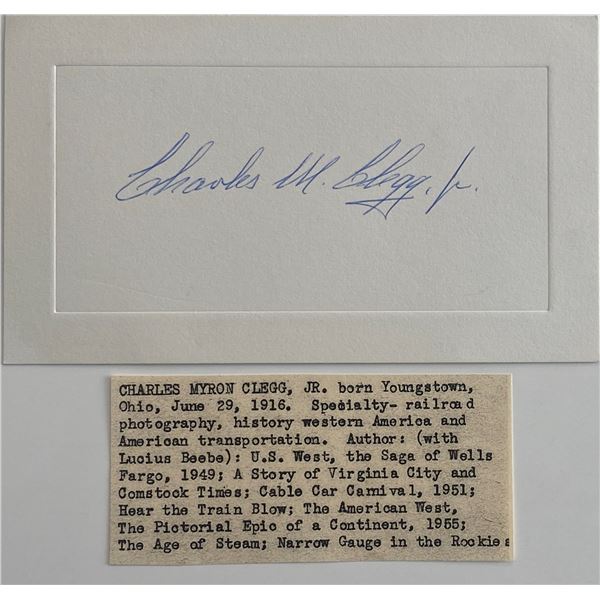 Charles M. Clegg, Jr.
CHARLES MYRON CLEGG, JR. born Youngstown,
Ohio, June 29, 1916. Specialty- railroad
photography, history western America and
American transportation. Author: (with
Lucius Beebe): U.S. West, the Saga of Wells
Fargo, 1949; A Story of Virginia City and
Comstock Times; Cable Car Carnival, 1951;
Hear the Train Blow; The American West,
The Pictorial Epic of a Continent, 1955;
The Age of Steam; Narrow Gauge in the Rockies